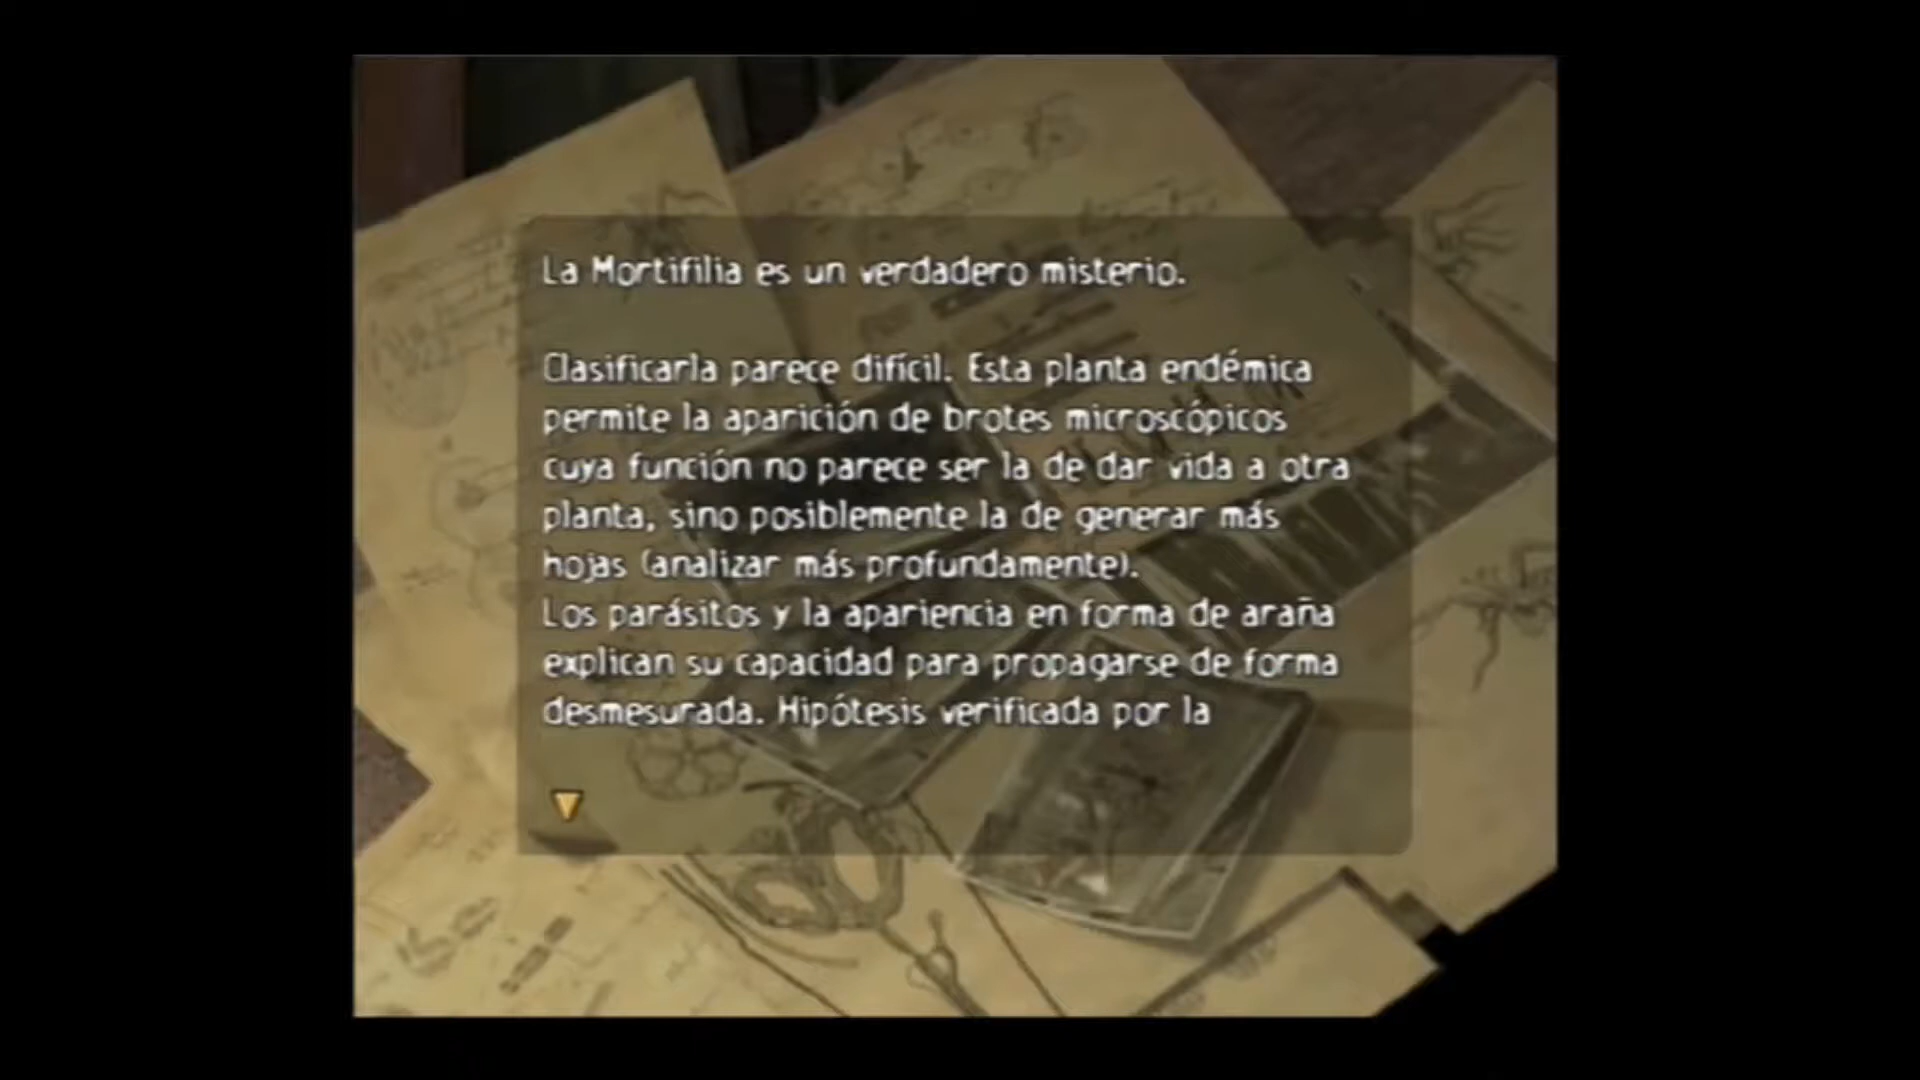 La Mortifilia es un verdadero misterio.
Clasificarla parece difícil. Esta planta endémica
permite la aparición de brotes microscópicos
cuya función no parece ser la de dar vida a otra
planta, sino posiblemente la de generar más
hojas (analizar más profundamente).
Los parásitos y la apariencia en forma de araña
explican su capacidad para propagarse de forma
desmesurada. Hipótesis verificada por la